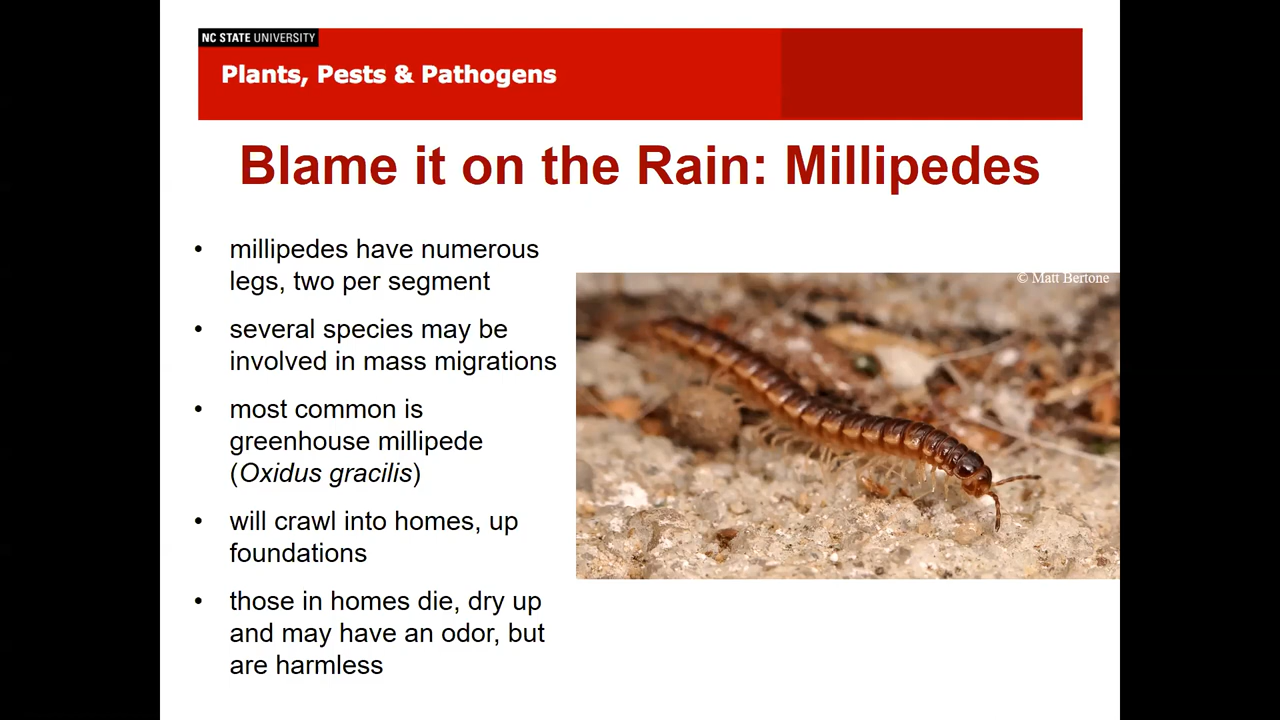 NC STATE UNIVERSITY
Plants, Pests & Pathogens
Blame it on the Rain: Millipedes
• millipedes have numerous
legs, two per segment
• several species may be
involved in mass migrations
• most common is
greenhouse millipede
(Oxidus gracilis)
• will crawl into homes, up
foundations
• those in homes die, dry up
and may have an odor, but
are harmless
© Matt Bertone